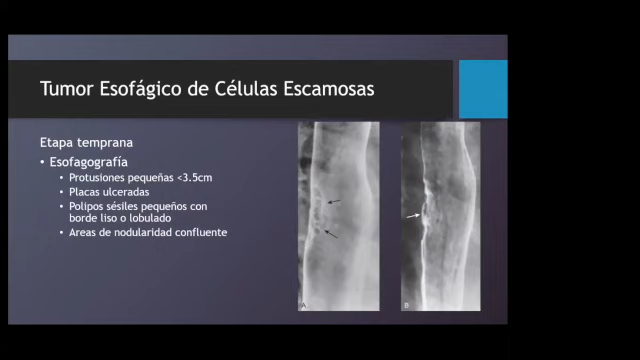 Tumor Esofágico de Células Escamosas
Etapa temprana
• Esofagografía
• Protusiones pequeñas <3.5cm
• Placas ulceradas
• Polipos sésiles pequeños con
borde liso o lobulado
• Areas de nodularidad confluente
A
B